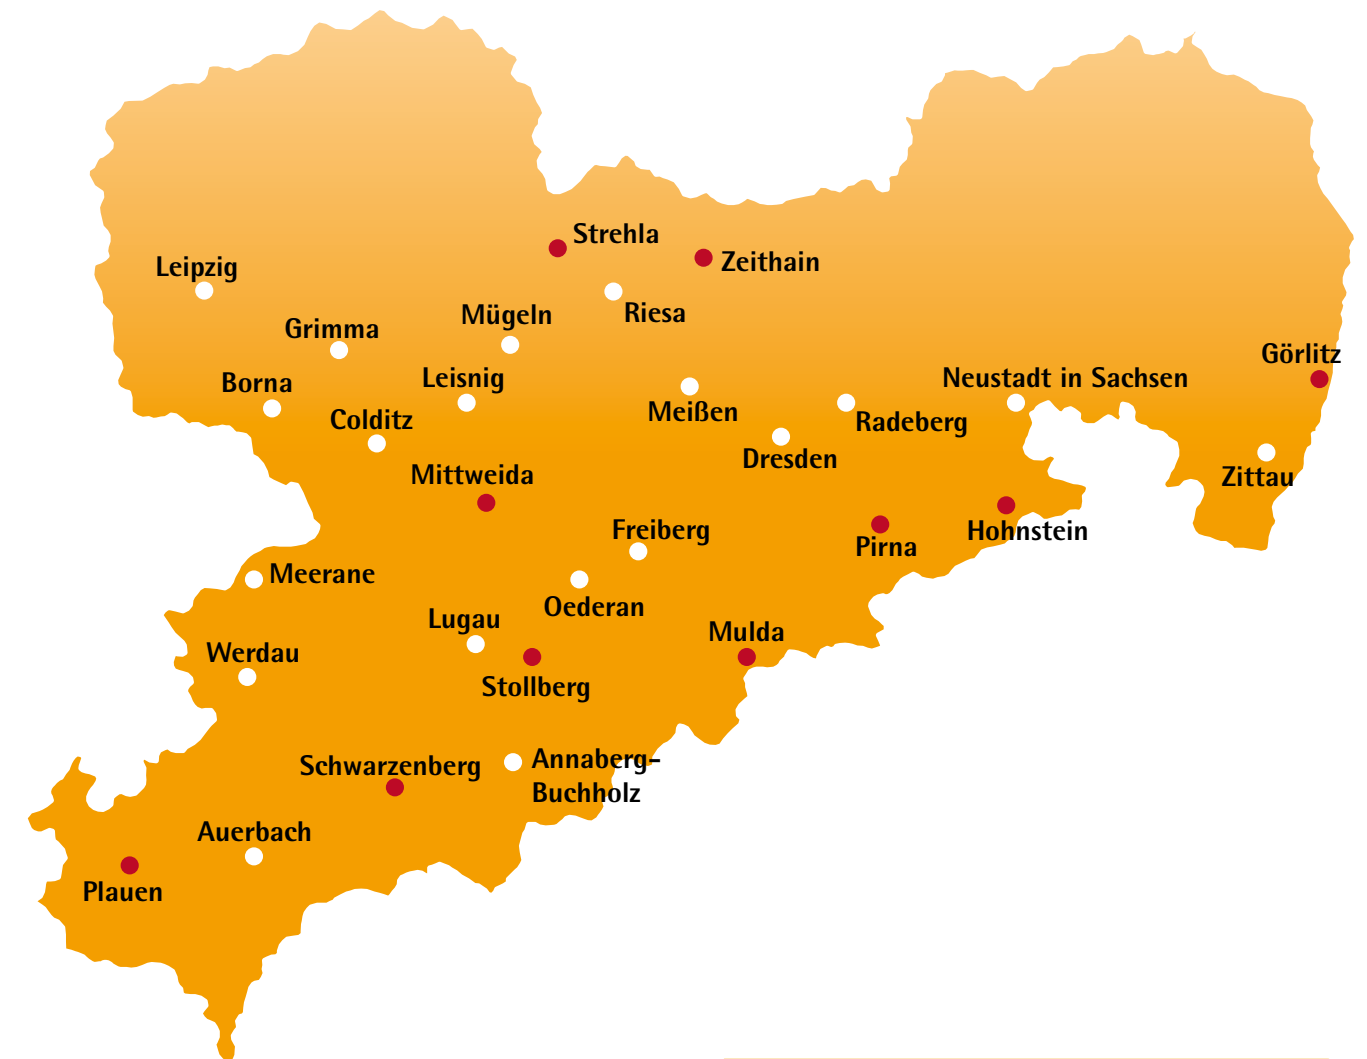 Strehla
Zeithain
Leipzig
Riesa
Mügeln
Grimma
Görlitz
Borna
Leisnig
Neustadt in Sachsen
Colditz
Meißen
Radeberg
Dresden
Mittweida
Zittau
Freiberg
Hohnstein
Pirna
Meerane
Oederan
Lugau
Mulda
Werdau
Stollberg
Schwarzenberg
Annaberg-
Buchholz
Auerbach
Plauen